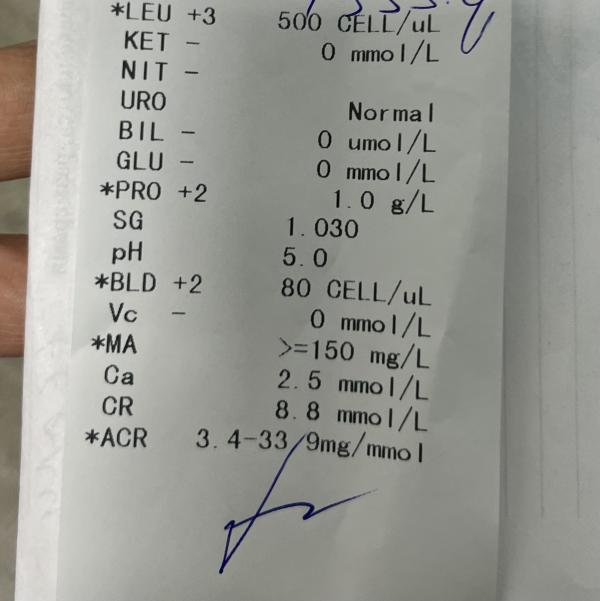 *LEU +3 500 CELL/uL
KET - 0 mmol/L
NIT -
URO Normal
BIL - 0 umol/L
GLU - 0 mmol/L
*PRO +2 1.0 g/L
SG 1.030
pH 5.0
*BLD +2 80 CELL/uL
Vc - 0 mmol/L
*MA >=150 mg/L
Ca 2.5 mmol/L
CR 8.8 mmol/L
*ACR 3.4-33.9mg/mmol